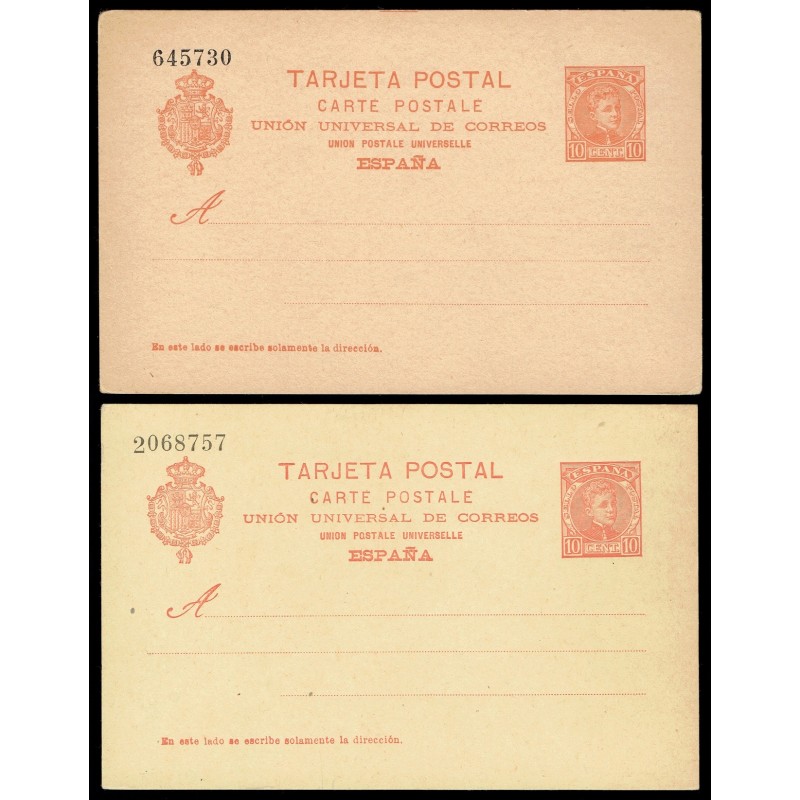 645730
TARJETA POSTAL
CARTE POSTALE
UNIÓN UNIVERSAL DE CORREOS
UNION POSTALE UNIVERSELLE
ESPAÑA
ESPAÑA
10 CENT. 10
A
En este lado se escribe solamente la dirección.
2068757
TARJETA POSTAL
CARTE POSTALE
UNIÓN UNIVERSAL DE CORREOS
UNION POSTALE UNIVERSELLE
ESPAÑA
ESPAÑA
10 CENT. 10
A
En este lado se escribe solamente la dirección.